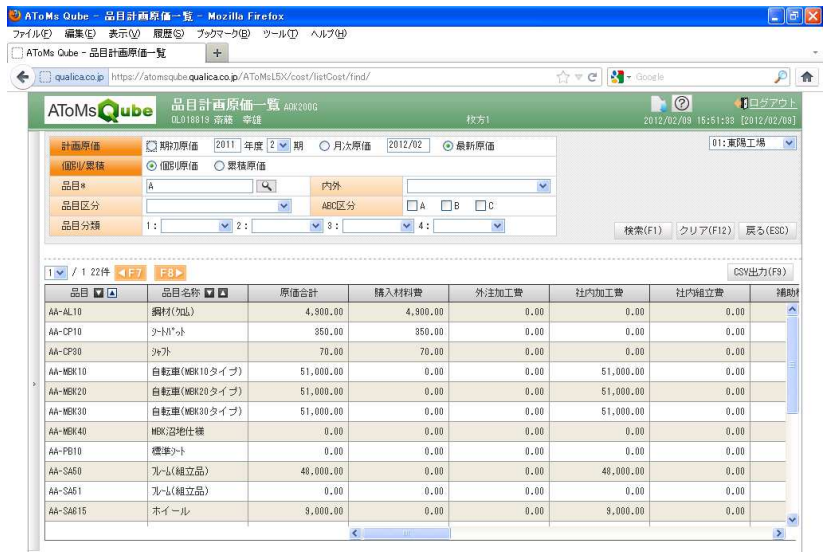 AToMs Qube - 品目計画原価一覧 - Mozilla Firefox
ファイル(F) 編集(E) 表示(V) 履歴(S) ブックマーク(B) ツール(T) ヘルプ(H)
AToMs Qube - 品目計画原価一覧 +
qualica.co.jp https://atomsqube.qualica.co.jp/AToMsL5X/cost/listCost/find/ Google
AToMs Qube 品目計画原価一覧 AOK200G ログアウト
OL018819 斎藤 幸雄 枚方1 2012/02/09 15:51:33 [2012/02/09]
計画原価 期初原価 2011 年度 2 期 月次原価 2012/02 最新原価 01:東陽工場
個別/累積 個別原価 累積原価
品目* A 内外
品目区分 ABC区分 A B C
品目分類 1: 2: 3: 4: 検索(F1) クリア(F12) 戻る(ESC)
1 / 1 22件 F7 F8 CSV出力(F9)
品目 品目名称 原価合計 購入材料費 外注加工費 社内加工費 社内組立費 補助
AA-AL10 鋼材(クロム) 4,900.00 4,900.00 0.00 0.00 0.00
AA-CP10 シートパット 350.00 350.00 0.00 0.00 0.00
AA-CP30 シャフト 70.00 70.00 0.00 0.00 0.00
AA-MBK10 自転車(MBK10タイプ) 51,000.00 0.00 0.00 51,000.00 0.00
AA-MBK20 自転車(MBK20タイプ) 51,000.00 0.00 0.00 51,000.00 0.00
AA-MBK30 自転車(MBK30タイプ) 51,000.00 0.00 0.00 51,000.00 0.00
AA-MBK40 MBK沼地仕様 0.00 0.00 0.00 0.00 0.00
AA-PB10 標準シート 0.00 0.00 0.00 0.00 0.00
AA-SA50 フレーム(組立品) 48,000.00 0.00 0.00 48,000.00 0.00
AA-SA51 フレーム(組立品) 0.00 0.00 0.00 0.00 0.00
AA-SA615 ホイール 9,000.00 0.00 0.00 9,000.00 0.00